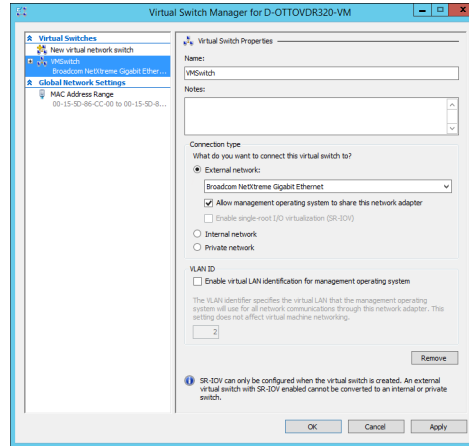 Virtual Switch Manager for D-OTTOVDR320-VM
Virtual Switches
New virtual network switch
VMSwitch
Broadcom NetXtreme Gigabit Ether...
Global Network Settings
MAC Address Range
00-15-5D-86-CC-00 to 00-15-5D-8...
Virtual Switch Properties
Name:
VMSwitch
Notes:
Connection type
What do you want to connect this virtual switch to?
External network:
Broadcom NetXtreme Gigabit Ethernet
Allow management operating system to share this network adapter
Enable single-root I/O virtualization (SR-IOV)
Internal network
Private network
VLAN ID
Enable virtual LAN identification for management operating system
The VLAN identifier specifies the virtual LAN that the management operating
system will use for all network communications through this network adapter. This
setting does not affect virtual machine networking.
2
Remove
SR-IOV can only be configured when the virtual switch is created. An external
virtual switch with SR-IOV enabled cannot be converted to an internal or private
switch.
OK
Cancel
Apply